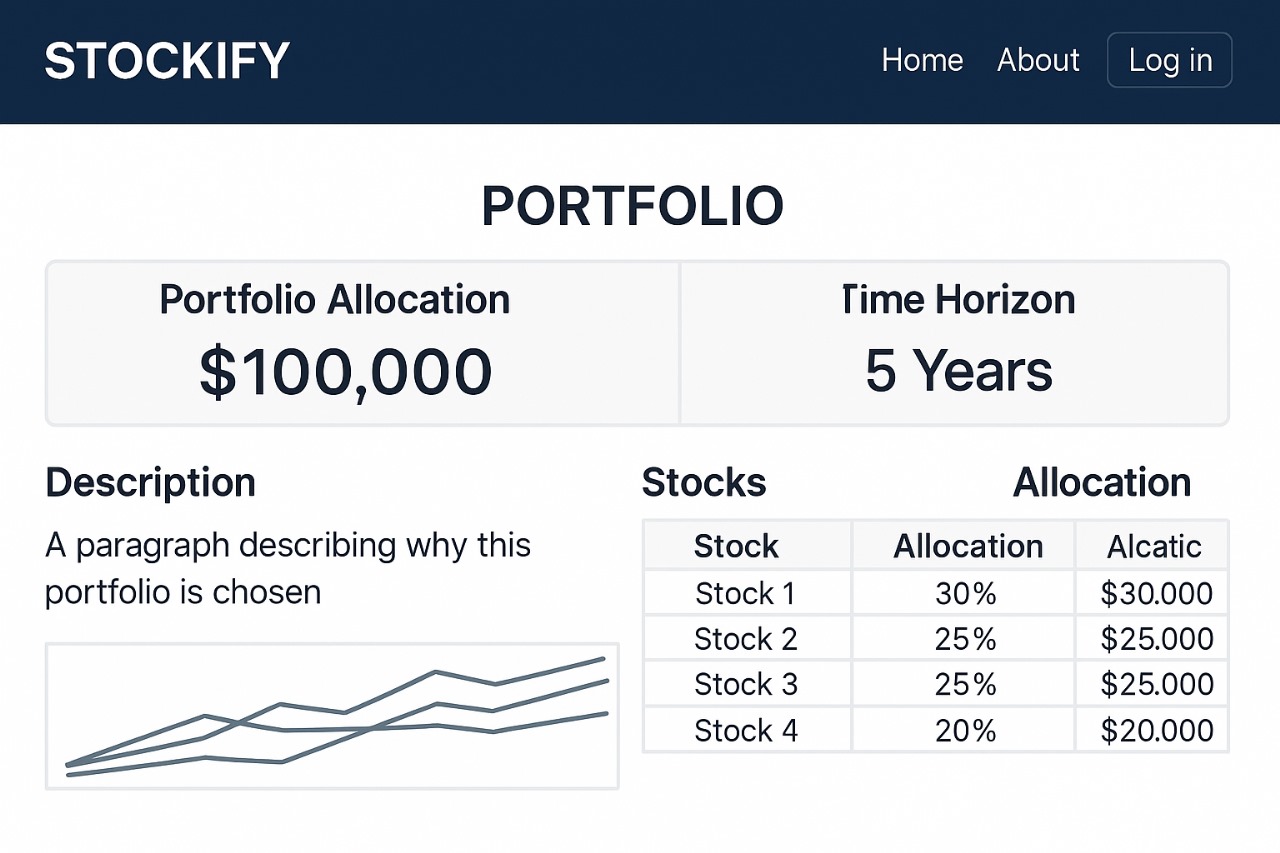 STOCKIFY
Home About Log in
PORTFOLIO
Portfolio Allocation
$100,000
Time Horizon
5 Years
Description
A paragraph describing why this
portfolio is chosen
Stocks Allocation
Stock Allocation Alcatic
Stock 1 30% $30.000
Stock 2 25% $25.000
Stock 3 25% $25.000
Stock 4 20% $20.000